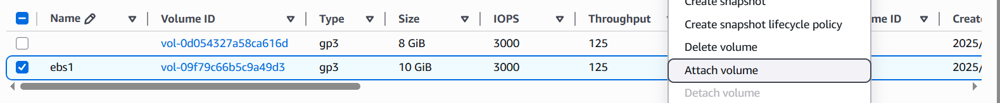 Create snapshot
Name Volume ID Type Size IOPS Throughput me ID Creat
Create snapshot lifecycle policy
vol-0d054327a58ca616d gp3 8 GiB 3000 125 2025/
Delete volume
ebs1 vol-09f79c66b5c9a49d3 gp3 10 GiB 3000 125 2025/
Attach volume
Detach volume